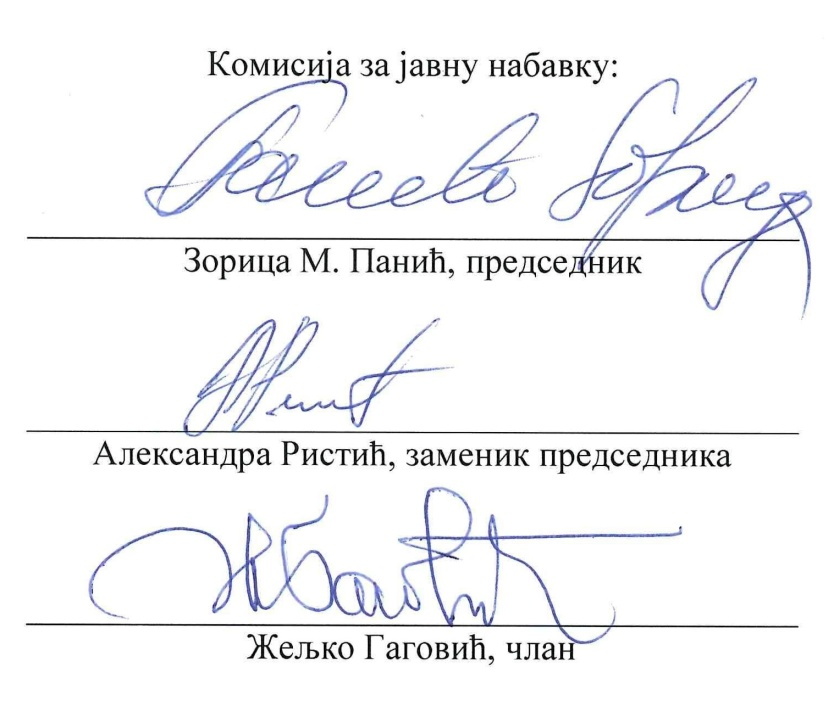 Комисија за јавну набавку:
Зорица М. Панић, председник
Александра Ристић, заменик председника
Жељко Гаговић, члан